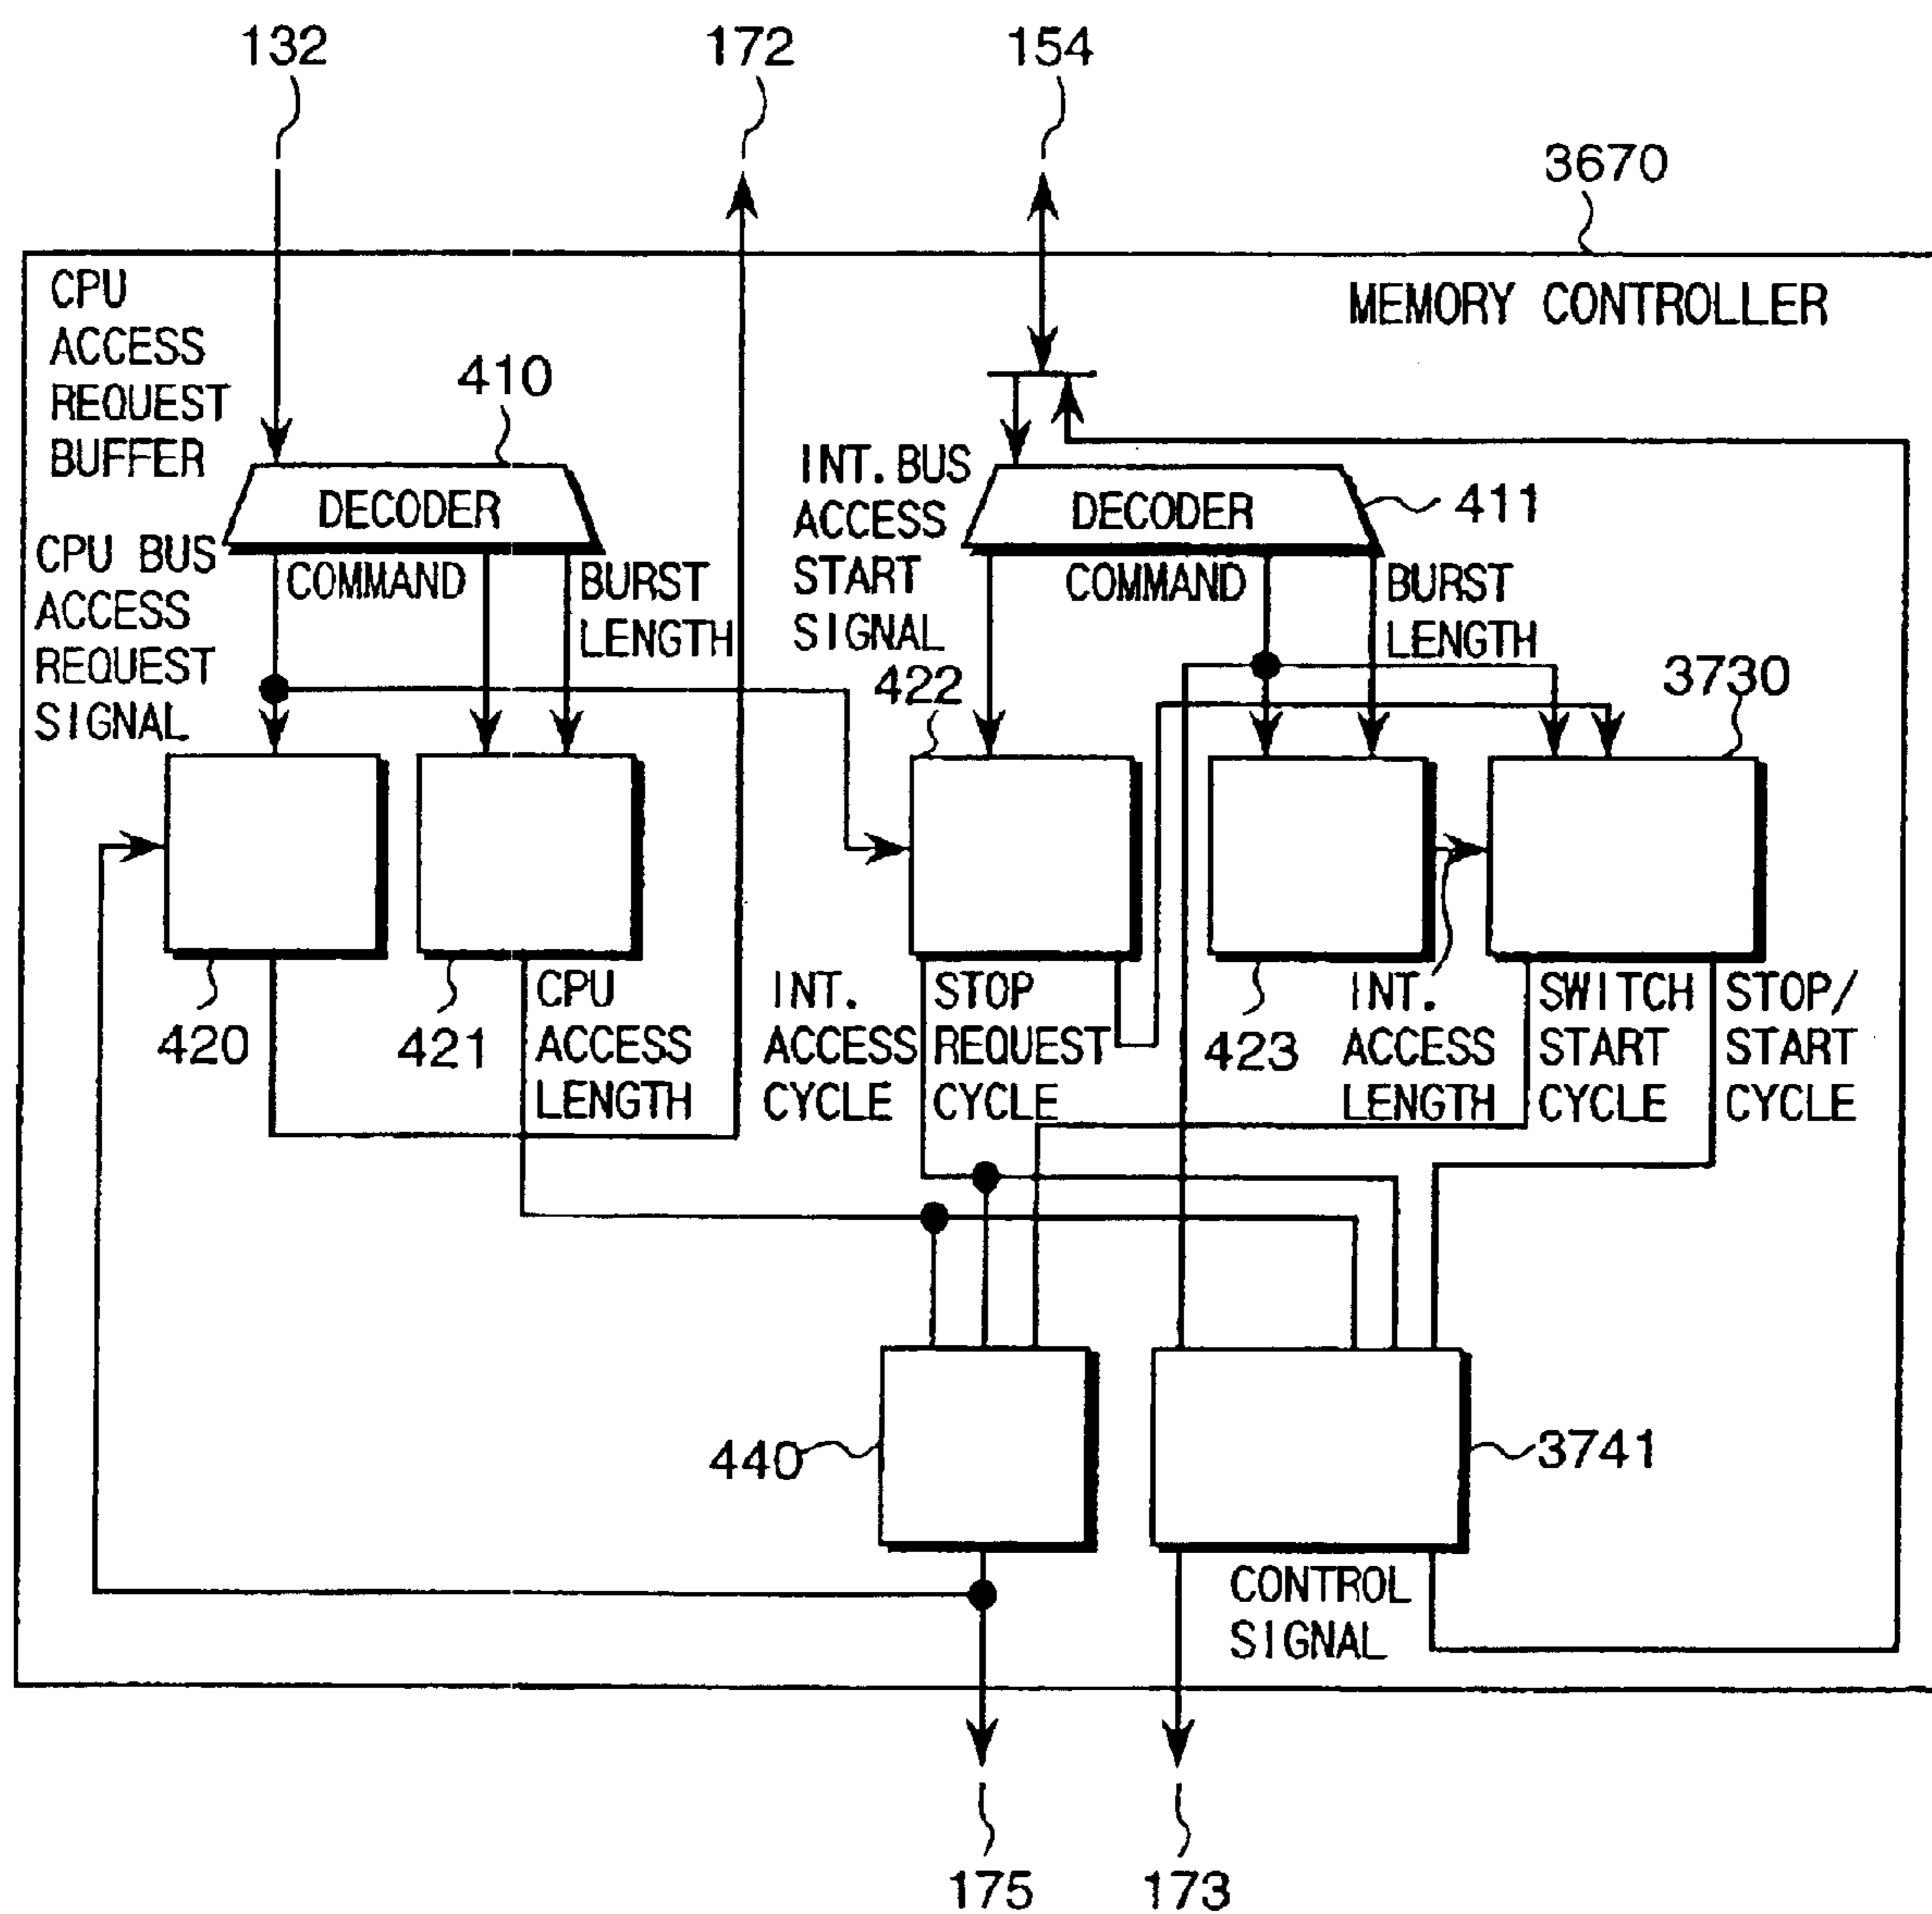 132
172
154
3670
MEMORY CONTROLLER
CPU
ACCESS
REQUEST
BUFFER
410
DECODER
INT. BUS
ACCESS
START
SIGNAL
DECODER
411
CPU BUS
ACCESS
REQUEST
SIGNAL
COMMAND
BURST
LENGTH
COMMAND
BURST
LENGTH
422
3730
420
421
CPU
ACCESS
LENGTH
INT.
ACCESS
CYCLE
STOP
REQUEST
CYCLE
423
INT.
ACCESS
LENGTH
SWITCH
START
CYCLE
STOP/
START
CYCLE
440
3741
CONTROL
SIGNAL
175
173